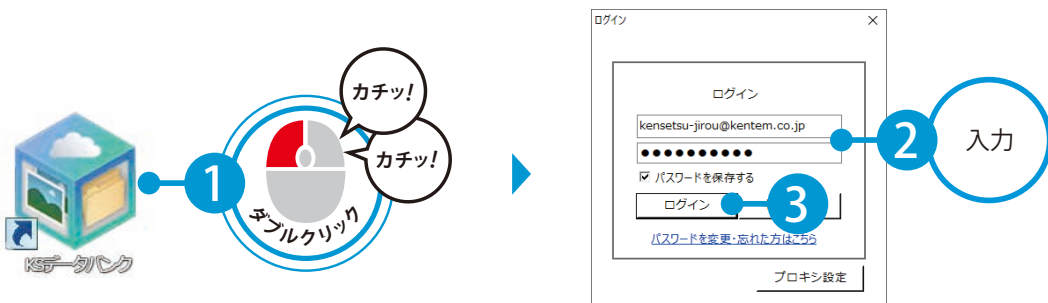 KSデータバンク
1
カチッ!
カチッ!
ダブルクリック
ログイン
ログイン
kensetsu-jirou@kentem.co.jp
●●●●●●●●●●
2
入力
パスワードを保存する
ログイン
3
パスワードを変更・忘れた方はこちら
プロキシ設定